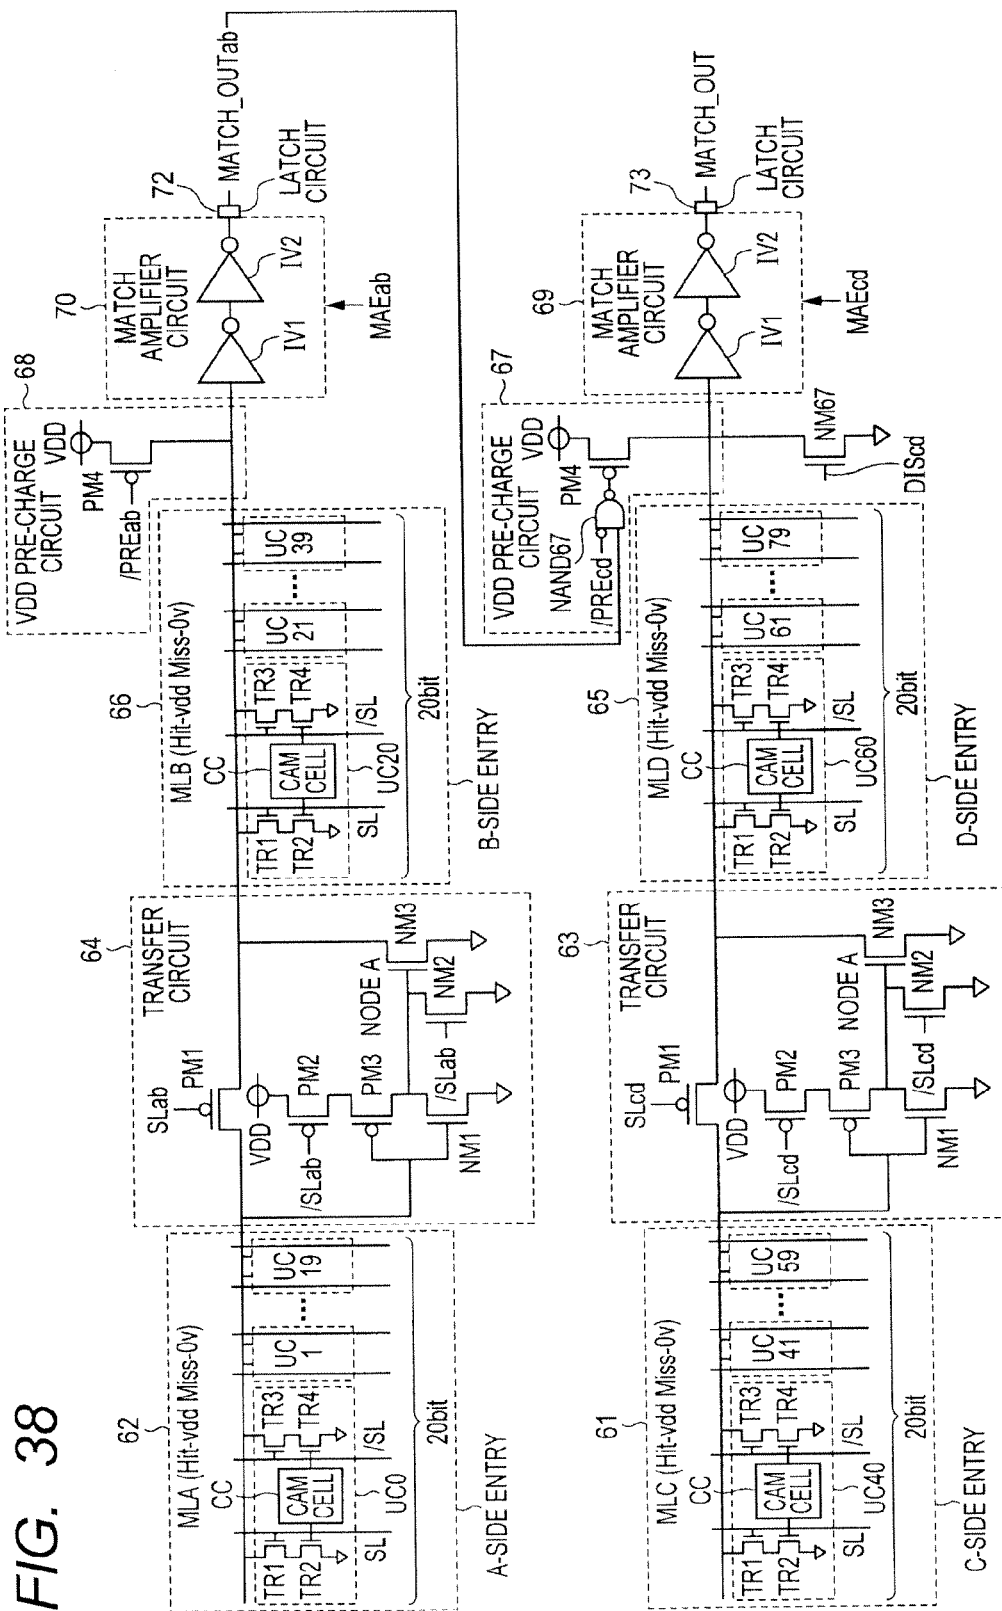 FIG. 38
62
MLA (Hit-vdd Miss-0v)
CC
TR1
TR2
CAM
CELL
TR3
TR4
UC
1
UC
19
SL
/SL
UC0
20bit
A-SIDE ENTRY
64
TRANSFER
CIRCUIT
SLab
PM1
VDD
PM2
/SLab
PM3
NODE A
NM3
/SLab
NM2
NM1
66
MLB (Hit-vdd Miss-0v)
CC
TR1
TR2
CAM
CELL
TR3
TR4
UC
21
UC
39
SL
/SL
UC20
20bit
B-SIDE ENTRY
68
VDD PRE-CHARGE
CIRCUIT
VDD
PM4
/PREab
70
MATCH
AMPLIFIER
CIRCUIT
IV1
IV2
MAEab
72
MATCH_OUTab
LATCH
CIRCUIT
61
MLC (Hit-vdd Miss-0v)
CC
TR1
TR2
CAM
CELL
TR3
TR4
UC
41
UC
59
SL
/SL
UC40
20bit
C-SIDE ENTRY
63
TRANSFER
CIRCUIT
SLcd
PM1
VDD
PM2
/SLcd
PM3
NODE A
NM3
/SLcd
NM2
NM1
65
MLD (Hit-vdd Miss-0v)
CC
TR1
TR2
CAM
CELL
TR3
TR4
UC
61
UC
79
SL
/SL
UC60
20bit
D-SIDE ENTRY
67
VDD PRE-CHARGE
CIRCUIT
VDD
PM4
NAND67
/PREcd
NM67
DIScd
69
MATCH
AMPLIFIER
CIRCUIT
IV1
IV2
MAEcd
73
MATCH_OUT
LATCH
CIRCUIT